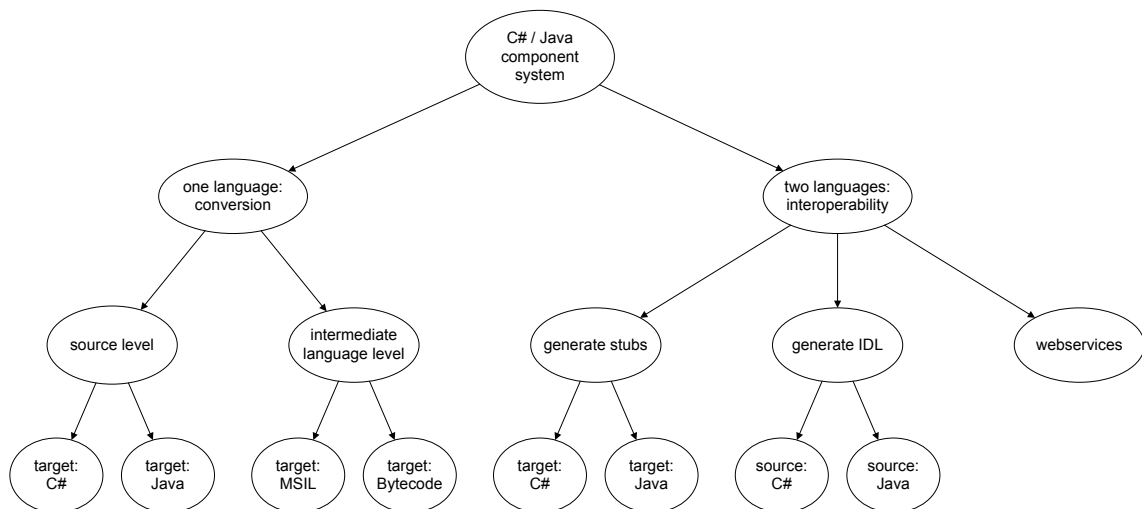 C# / Java
component
system
one language:
conversion
two languages:
interoperability
source level
intermediate
language level
generate stubs
generate IDL
webservices
target:
C#
target:
Java
target:
MSIL
target:
Bytecode
target:
C#
target:
Java
source:
C#
source:
Java